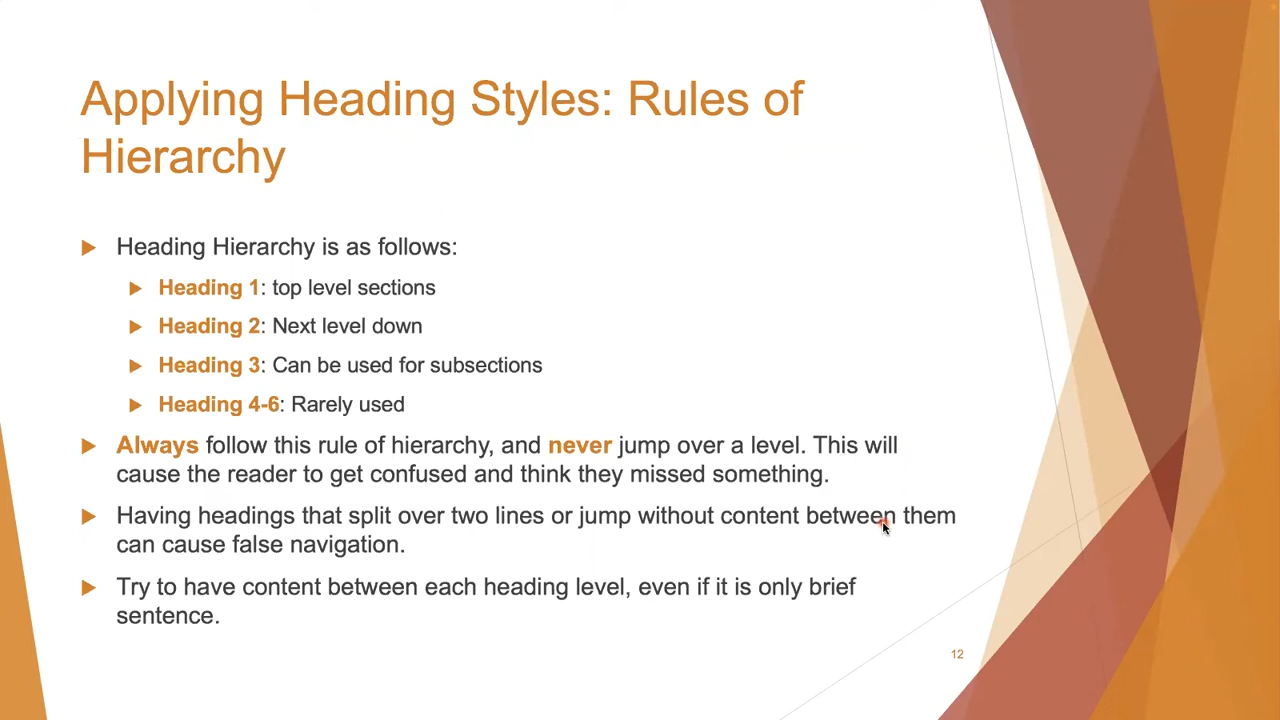 Applying Heading Styles: Rules of
Hierarchy
Heading Hierarchy is as follows:
Heading 1: top level sections
Heading 2: Next level down
Heading 3: Can be used for subsections
Heading 4-6: Rarely used
Always follow this rule of hierarchy, and never jump over a level. This will
cause the reader to get confused and think they missed something.
Having headings that split over two lines or jump without content between them
can cause false navigation.
Try to have content between each heading level, even if it is only brief
sentence.
12